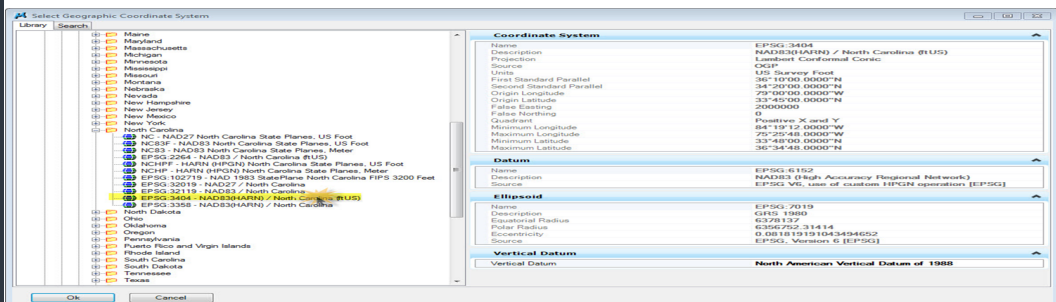 Select Geographic Coordinate System
Library Search
Maine
Maryland
Massachusetts
Michigan
Minnesota
Mississippi
Missouri
Montana
Nebraska
Nevada
New Hampshire
New Jersey
New Mexico
New York
North Carolina
NC - NAD27 North Carolina State Planes, US Foot
NC83F - NAD83 North Carolina State Planes, US Foot
NC83 - NAD83 North Carolina State Planes, Meter
EPSG:2264 - NAD83 / North Carolina (ftUS)
NCHPF - HARN (HPGN) North Carolina State Planes, US Foot
NCHP - HARN (HPGN) North Carolina State Planes, Meter
EPSG:102719 - NAD 1983 StatePlane North Carolina FIPS 3200 Feet
EPSG:32019 - NAD27 / North Carolina
EPSG:32119 - NAD83 / North Carolina
EPSG:3404 - NAD83(HARN) / North Carolina (ftUS)
EPSG:3358 - NAD83(HARN) / North Carolina
North Dakota
Ohio
Oklahoma
Oregon
Pennsylvania
Puerto Rico and Virgin Islands
Rhode Island
South Carolina
South Dakota
Tennessee
Texas
Ok Cancel
Coordinate System
Name EPSG:3404
Description NAD83(HARN) / North Carolina (ftUS)
Projection Lambert Conformal Conic
Source OGP
Units US Survey Foot
First Standard Parallel 36°10'00.0000"N
Second Standard Parallel 34°20'00.0000"N
Origin Longitude 79°00'00.0000"W
Origin Latitude 33°45'00.0000"N
False Easting 2000000
False Northing 0
Quadrant Positive X and Y
Minimum Longitude 84°19'12.0000"W
Maximum Longitude 75°25'48.0000"W
Minimum Latitude 33°48'00.0000"N
Maximum Latitude 36°34'48.0000"N
Datum
Name EPSG:6152
Description NAD83 (High Accuracy Regional Network)
Source EPSG V6, use of custom HPGN operation [EPSG]
Ellipsoid
Name EPSG:7019
Description GRS 1980
Equatorial Radius 6378137
Polar Radius 6356752.31414
Eccentricity 0.081819191043494652
Source EPSG, Version 6 [EPSG]
Vertical Datum
Vertical Datum North American Vertical Datum of 1988